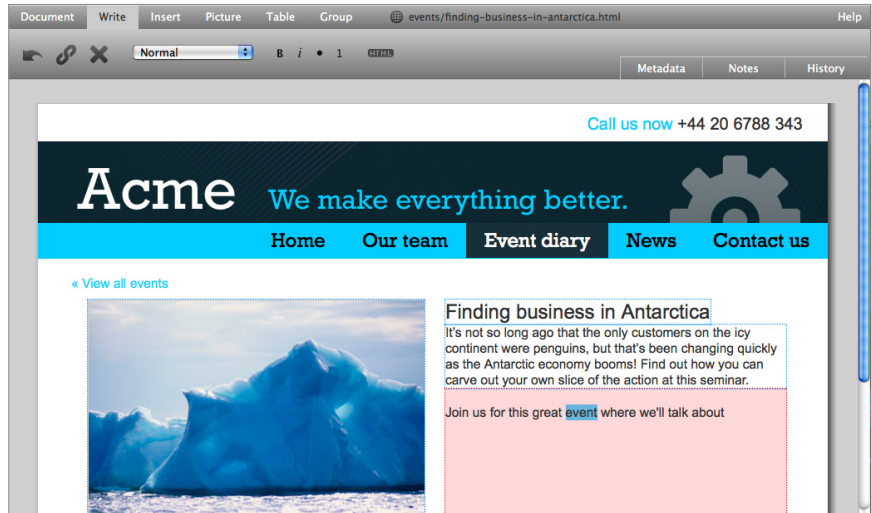 Document Write Insert Picture Table Group events/finding-business-in-antarctica.html Help
Normal B i • 1 HTML
Metadata Notes History
Call us now +44 20 6788 343
Acme We make everything better.
Home Our team Event diary News Contact us
« View all events
Finding business in Antarctica
It's not so long ago that the only customers on the icy
continent were penguins, but that's been changing quickly
as the Antarctic economy booms! Find out how you can
carve out your own slice of the action at this seminar.
Join us for this great event where we'll talk about